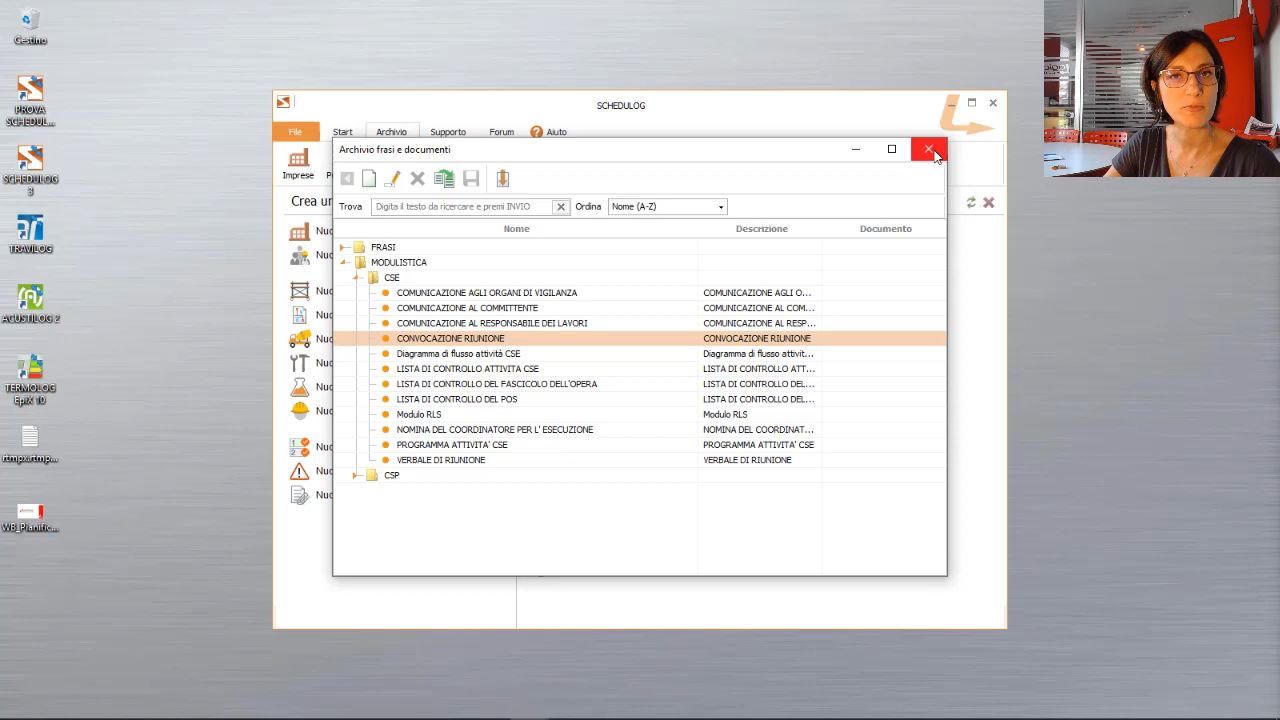 Cestino
PROVA
SCHEDUL...
SCHEDULOG
3
TRAVILOG
ACUSTILOG 2
TERMOLOG
EpiX 10
rtmpx.rtmp...
WB_Pianific...
SCHEDULOG
File Start Archivio Supporto Forum Aiuto
Imprese
Crea un
Nuo
Nuo
Nuo
Nuo
Nuo
Nuo
Nuo
Nuo
Nuo
Nuo
Nuo
Archivio frasi e documenti
Trova Digita il testo da ricercare e premi INVIO Ordina Nome (A-Z)
Nome Descrizione Documento
FRASI
MODULISTICA
CSE
COMUNICAZIONE AGLI ORGANI DI VIGILANZA COMUNICAZIONE AGLI O...
COMUNICAZIONE AL COMMITTENTE COMUNICAZIONE AL COM...
COMUNICAZIONE AL RESPONSABILE DEI LAVORI COMUNICAZIONE AL RESP...
CONVOCAZIONE RIUNIONE CONVOCAZIONE RIUNIONE
Diagramma di flusso attività CSE Diagramma di flusso attivit...
LISTA DI CONTROLLO ATTIVITA CSE LISTA DI CONTROLLO ATT...
LISTA DI CONTROLLO DEL FASCICOLO DELL'OPERA LISTA DI CONTROLLO DEL...
LISTA DI CONTROLLO DEL POS LISTA DI CONTROLLO DEL...
Modulo RLS Modulo RLS
NOMINA DEL COORDINATORE PER L' ESECUZIONE NOMINA DEL COORDINAT...
PROGRAMMA ATTIVITA' CSE PROGRAMMA ATTIVITA' CSE
VERBALE DI RIUNIONE VERBALE DI RIUNIONE
CSP